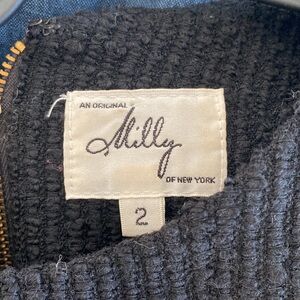 AN ORIGINAL
Milly
OF NEW YORK
2